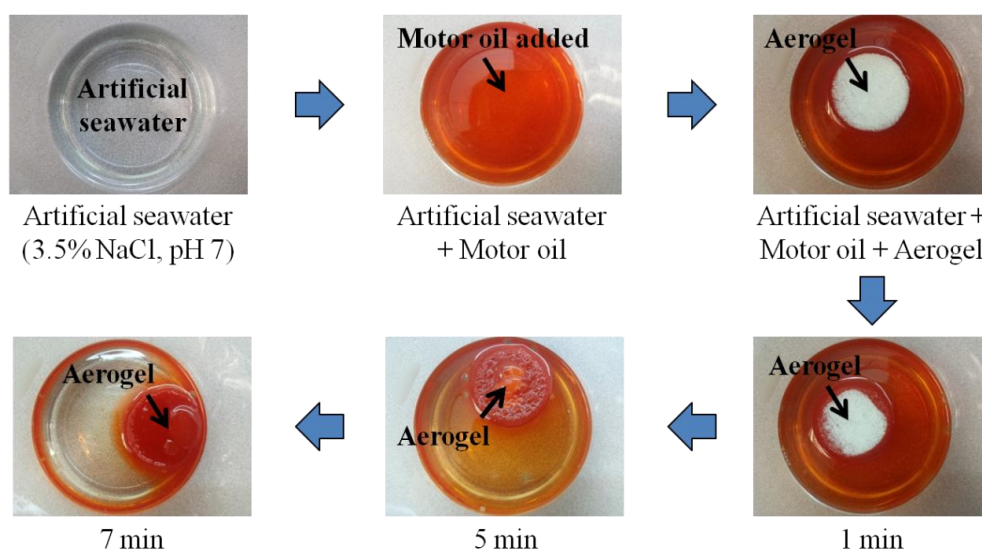 Artificial
seawater
Motor oil added
Aerogel
Artificial seawater
(3.5% NaCl, pH 7)
Artificial seawater
+ Motor oil
Artificial seawater +
Motor oil + Aerogel
Aerogel
Aerogel
Aerogel
7 min
5 min
1 min